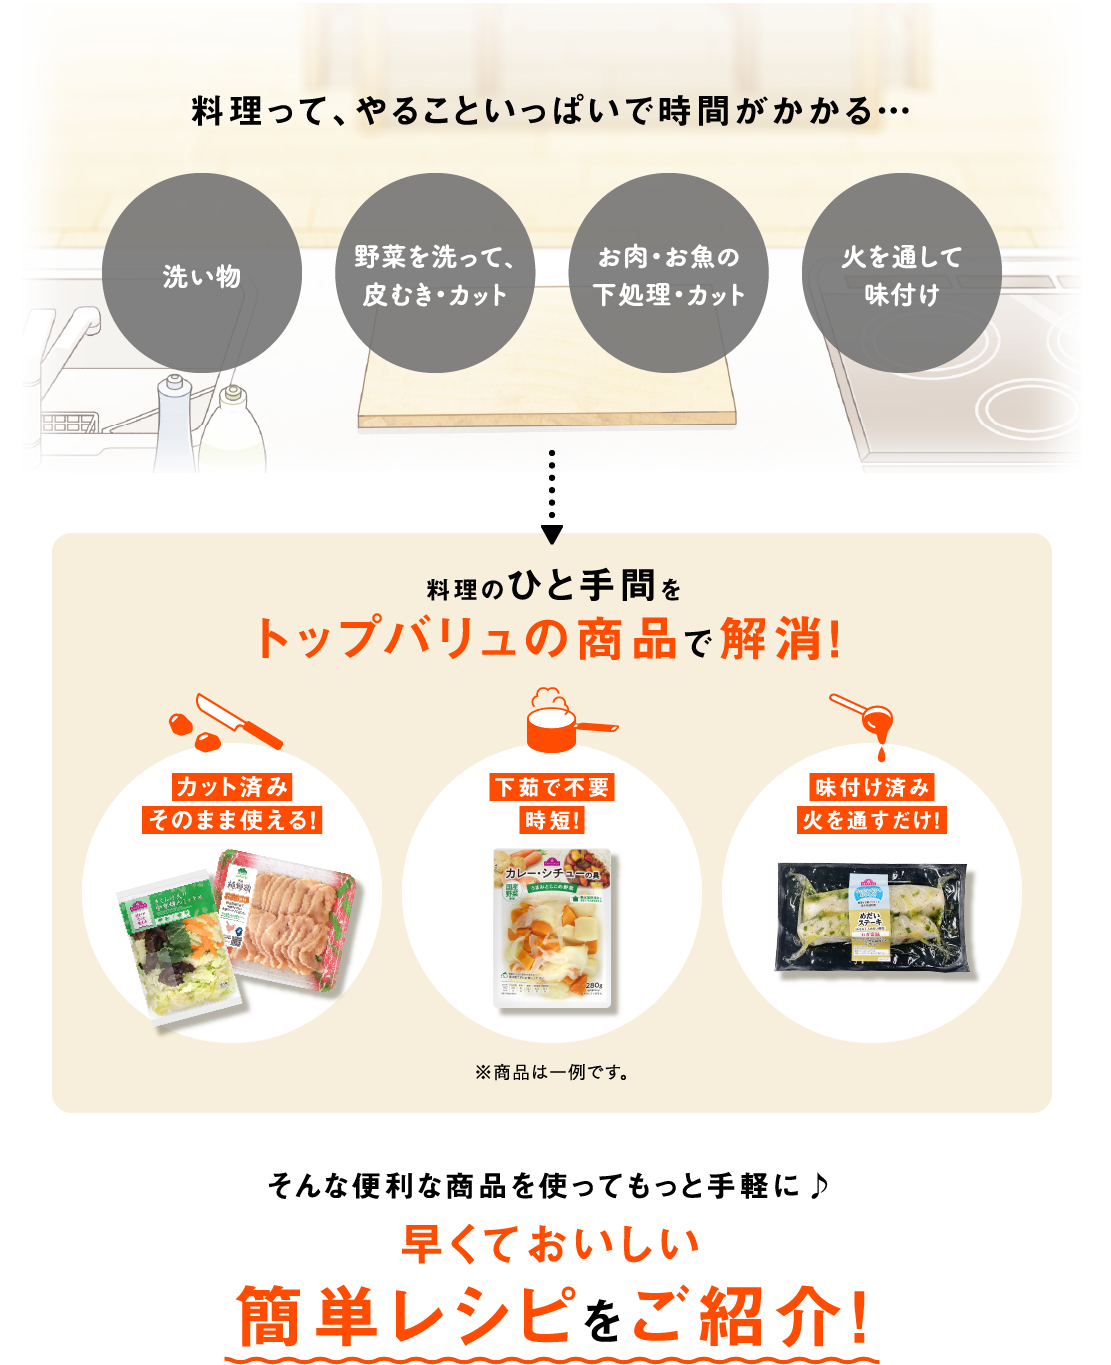 料理って、やることいっぱいで時間がかかる…
洗い物
野菜を洗って、
皮むき・カット
お肉・お魚の
下処理・カット
火を通して
味付け
料理のひと手間を
トップバリュの商品で解消!
カット済み
そのまま使える!
下茹で不要
時短!
味付け済み
火を通すだけ!
純輝鶏
カレー・シチューの具
国産
野菜
280g
めだい
ステーキ
※商品は一例です。
そんな便利な商品を使ってもっと手軽に♪
早くておいしい
簡単レシピをご紹介!